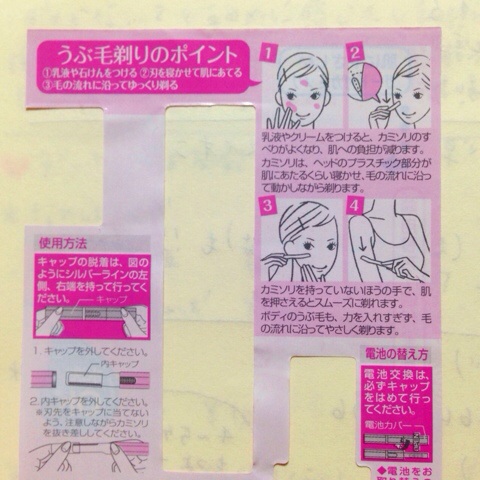 うぶ毛剃りのポイント
①乳液や石けんをつける ②刃を寝かせて肌にあてる
③毛の流れに沿ってゆっくり剃る
1
2
乳液やクリームをつけると、カミソリのす
べりがよくなり、肌への負担が減ります。
カミソリは、ヘッドのプラスチック部分が
肌にあたるくらい寝かせ、毛の流れに沿っ
て動かしながら剃ります。
3
4
カミソリを持っていないほうの手で、肌
を押さえるとスムーズに剃れます。
ボディのうぶ毛も、力を入れすぎず、毛
の流れに沿ってやさしく剃ります。
使用方法
キャップの脱着は、図の
ようにシルバーラインの左
側、右端を持って行ってく
ださい。
キャップ
1. キャップを外してください。
内キャップ
2. 内キャップを外してください。
※刃先をキャップに当てない
よう、注意しながらカミソリ
を抜き差ししてください。
電池の替え方
電池交換は、
必ずキャップ
をはめて行っ
てください。
電池カバー
◆電池をお